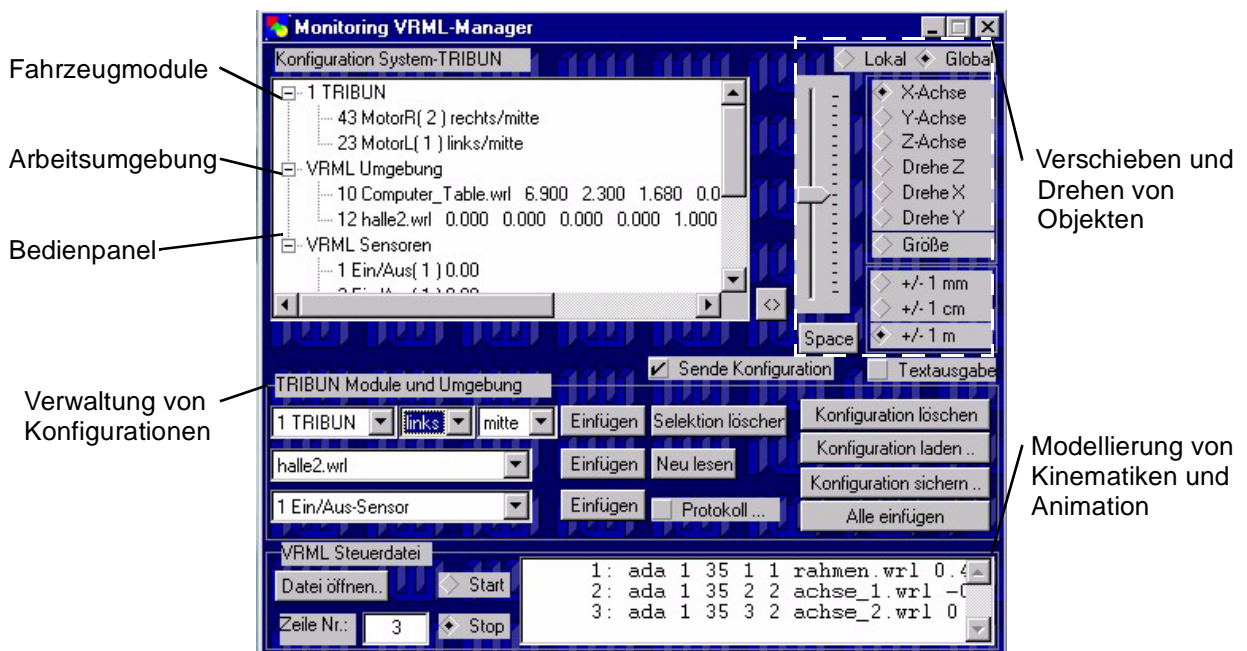 Monitoring VRML-Manager
Konfiguration System-TRIBUN
Lokal Global
1 TRIBUN
43 MotorR( 2 ) rechts/mitte
23 MotorL( 1 ) links/mitte
VRML Umgebung
10 Computer_Table.wrl 6.900 2.300 1.680 0.0
12 halle2.wrl 0.000 0.000 0.000 0.000 1.000
VRML Sensoren
1 Ein/Aus( 1 ) 0.00
X-Achse
Y-Achse
Z-Achse
Drehe Z
Drehe X
Drehe Y
Größe
+/- 1 mm
+/- 1 cm
+/- 1 m
<>
Space
Sende Konfiguration
Textausgabe
TRIBUN Module und Umgebung
1 TRIBUN links mitte Einfügen Selektion löschen
halle2.wrl Einfügen Neu lesen
1 Ein/Aus-Sensor Einfügen Protokoll ...
Konfiguration löschen
Konfiguration laden ..
Konfiguration sichern ..
Alle einfügen
VRML Steuerdatei
Datei öffnen.. Start
Zeile Nr.: 3 Stop
1: ada 1 35 1 1 rahmen.wrl 0.4
2: ada 1 35 2 2 achse_1.wrl -0
3: ada 1 35 3 2 achse_2.wrl 0
Fahrzeugmodule
Arbeitsumgebung
Bedienpanel
Verwaltung von
Konfigurationen
Verschieben und
Drehen von
Objekten
Modellierung von
Kinematiken und
Animation